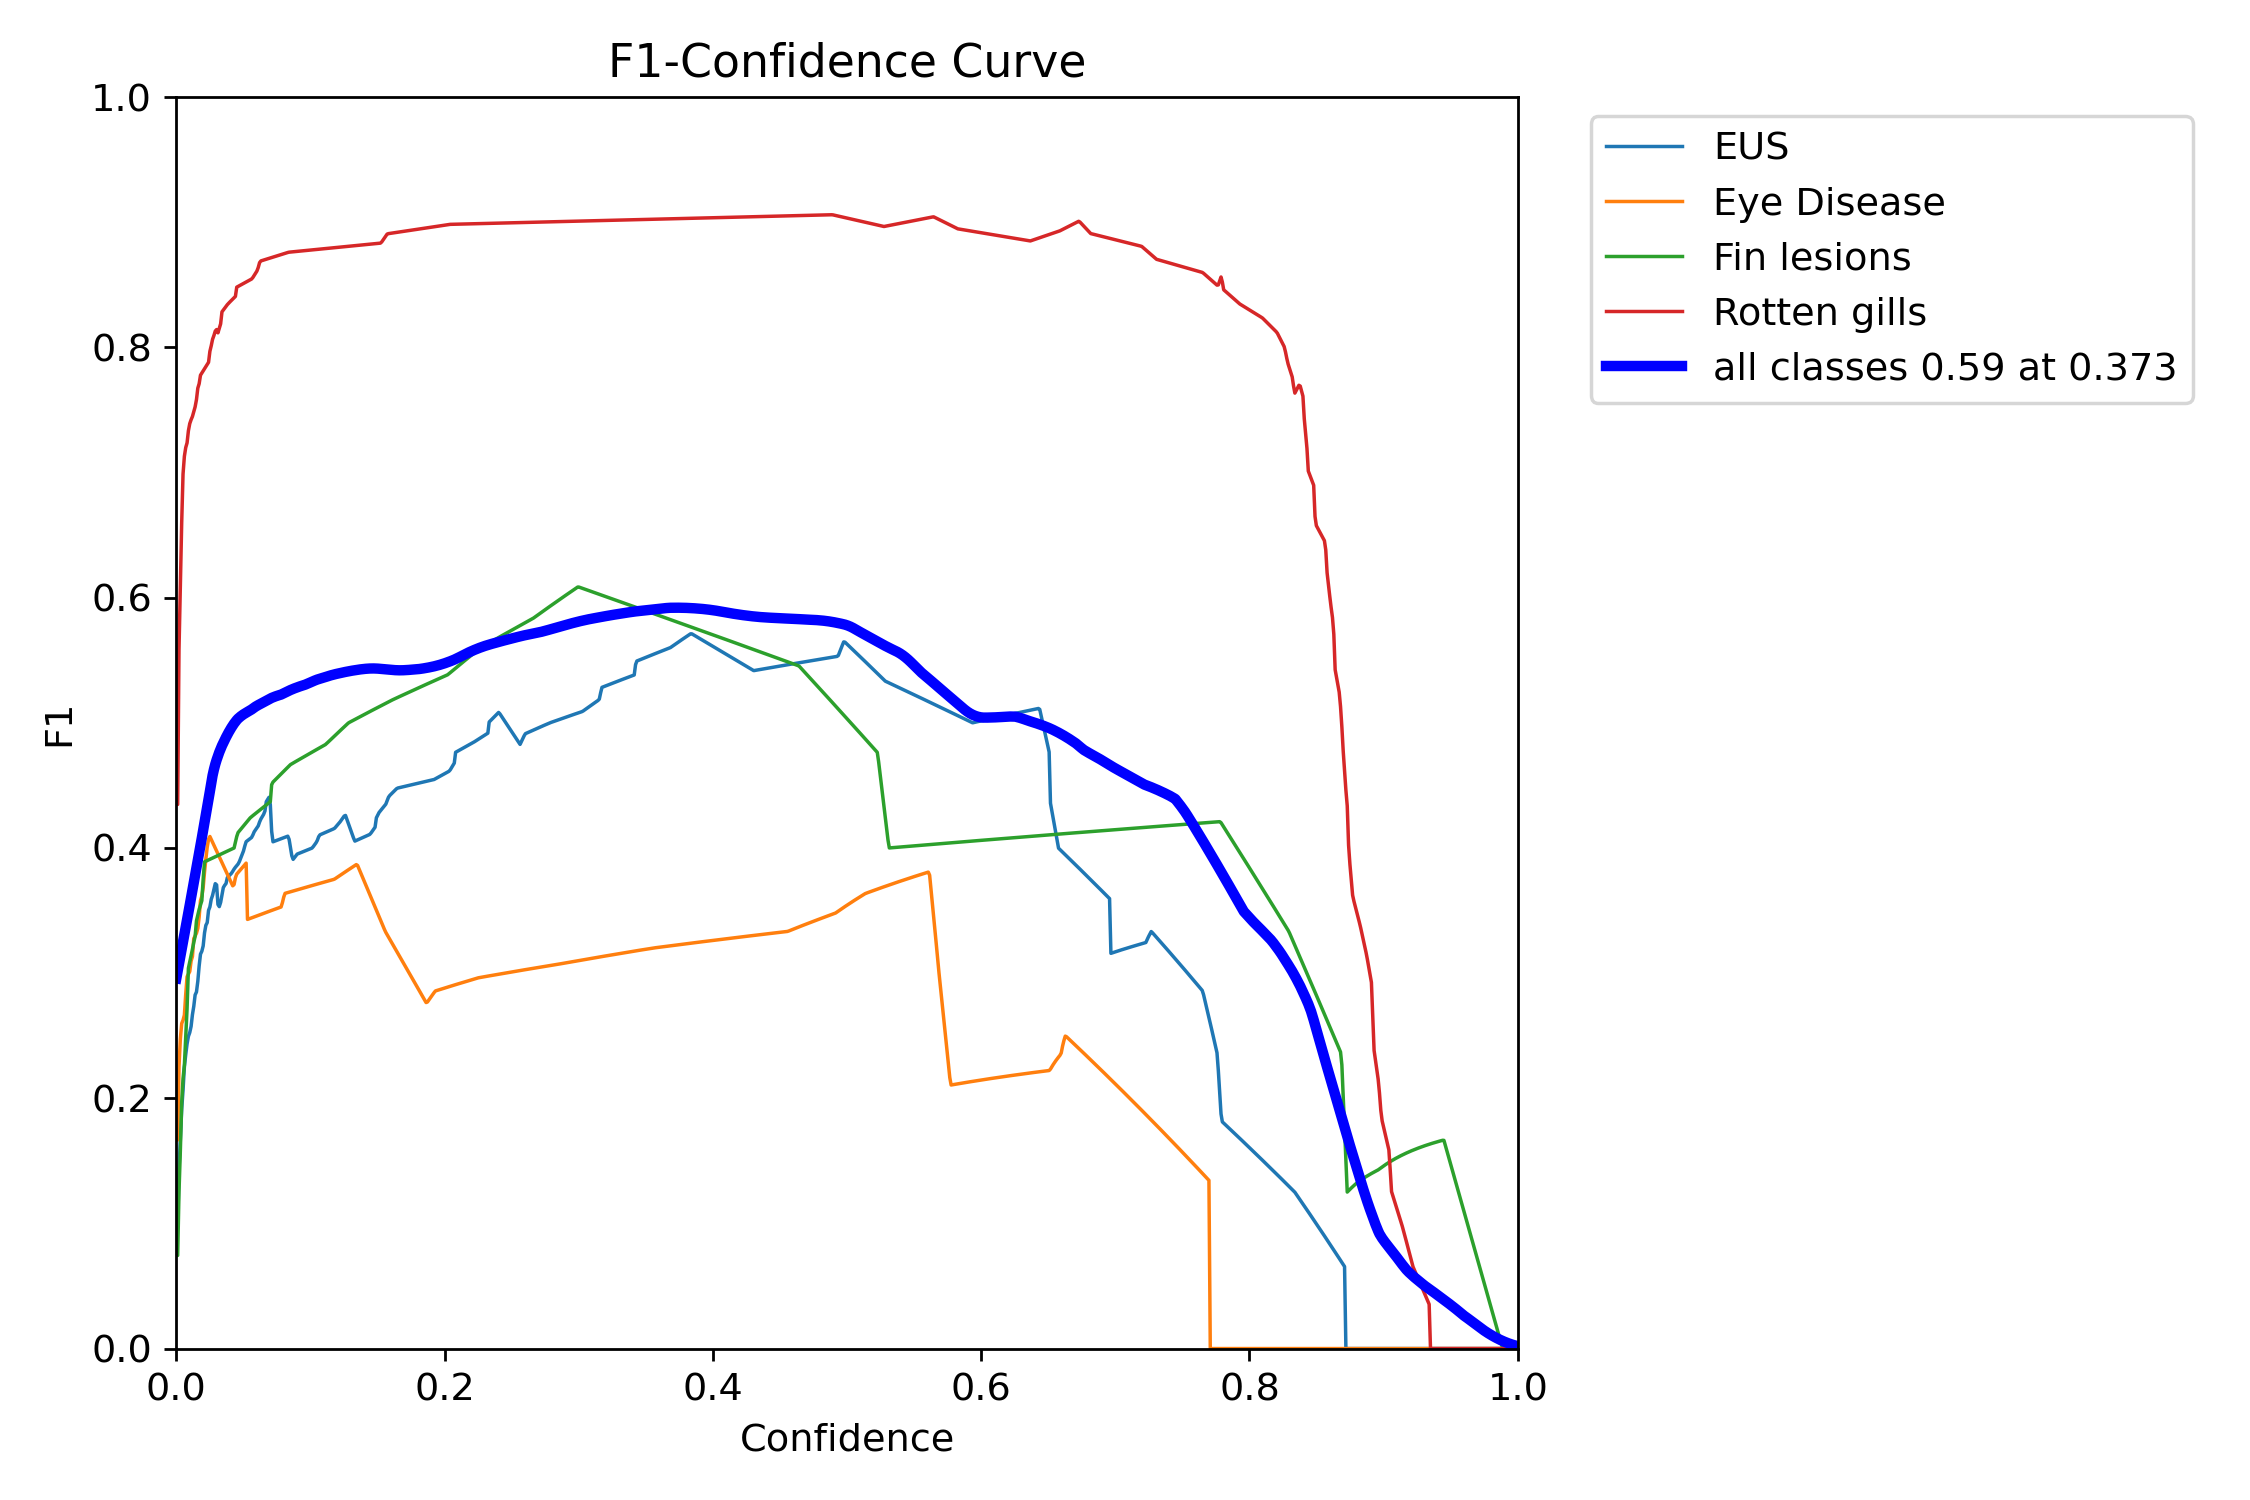 F1-Confidence Curve
1.0
0.8
0.6
0.4
0.2
0.0
F1
0.0 0.2 0.4 0.6 0.8 1.0
Confidence
EUS
Eye Disease
Fin lesions
Rotten gills
all classes 0.59 at 0.373